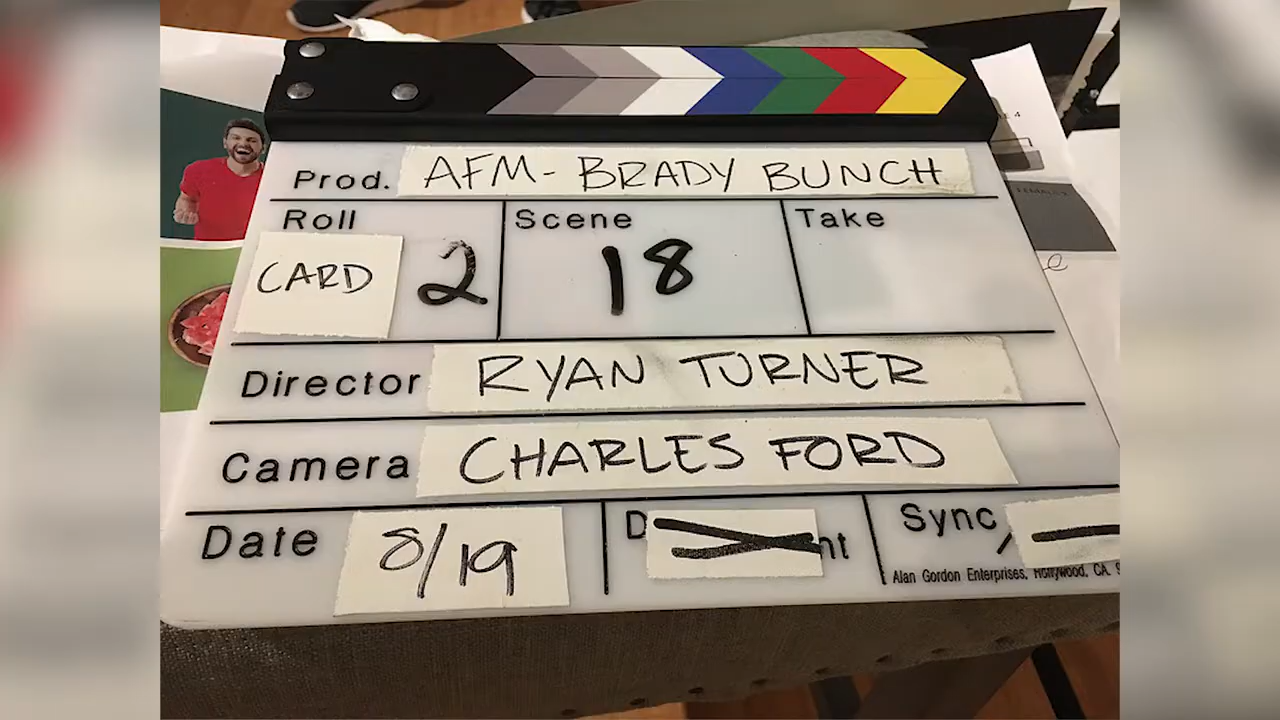 Prod. AFM- BRADY BUNCH
Roll Scene Take
CARD 2 18
Director RYAN TURNER
Camera CHARLES FORD
Date 8/19 Sync
Alan Gordon Enterprises, Hollywood, CA.